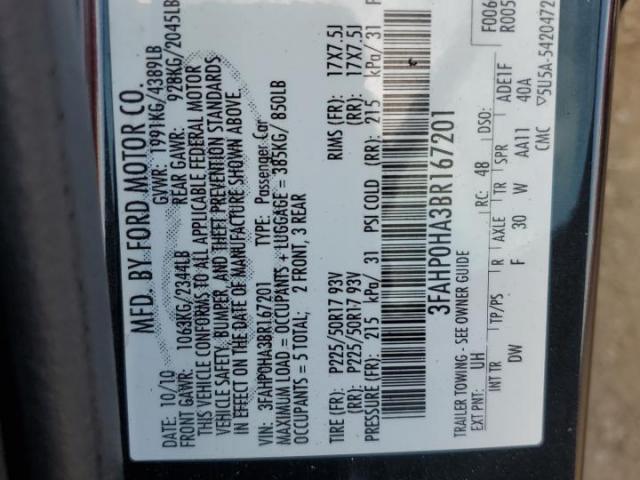 MFD. BY FORD MOTOR CO.
DATE: 10/10 GVWR: 1991KG/4389LB
FRONT GAWR: 1063KG/2344LB REAR GAWR: 928KG/2045LB
THIS VEHICLE CONFORMS TO ALL APPLICABLE FEDERAL MOTOR
VEHICLE SAFETY, BUMPER, AND THEFT PREVENTION STANDARDS
IN EFFECT ON THE DATE OF MANUFACTURE SHOWN ABOVE.
VIN: 3FAHP0HA3BR167201 TYPE: Passenger Car
MAXIMUM LOAD = OCCUPANTS + LUGGAGE = 385KG/ 850LB
OCCUPANTS = 5 TOTAL; 2 FRONT, 3 REAR
TIRE (FR): P225/50R17 93V RIMS (FR): 17X7.5J
(RR): P225/50R17 93V (RR): 17X7.5J
PRESSURE (FR): 215 kPa/ 31 PSI COLD (RR): 215 kPa/ 31
3FAHP0HA3BR167201
F006
R005
TRAILER TOWING - SEE OWNER GUIDE
EXT PNT: UH RC: 48 DSO:
INT TR TP/PS R AXLE TR SPR ADE1F
DW F 30 W AA11 40A
CMC ▽5U5A-5420472